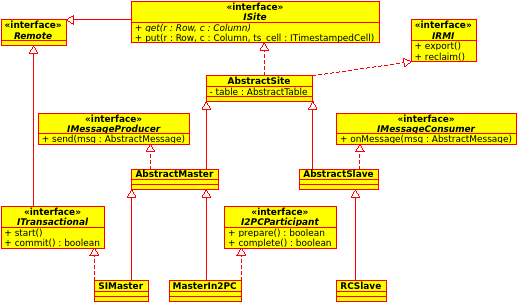 «interface»
ISite
+ get(r : Row, c : Column)
+ put(r : Row, c : Column, ts_cell : ITimestampedCell)
«interface»
Remote
«interface»
IRMI
+ export()
+ reclaim()
AbstractSite
- table : AbstractTable
«interface»
IMessageProducer
+ send(msg : AbstractMessage)
«interface»
IMessageConsumer
+ onMessage(msg : AbstractMessage)
AbstractMaster
AbstractSlave
«interface»
ITransactional
+ start()
+ commit() : boolean
«interface»
I2PCParticipant
+ prepare() : boolean
+ complete() : boolean
SIMaster
MasterIn2PC
RCSlave